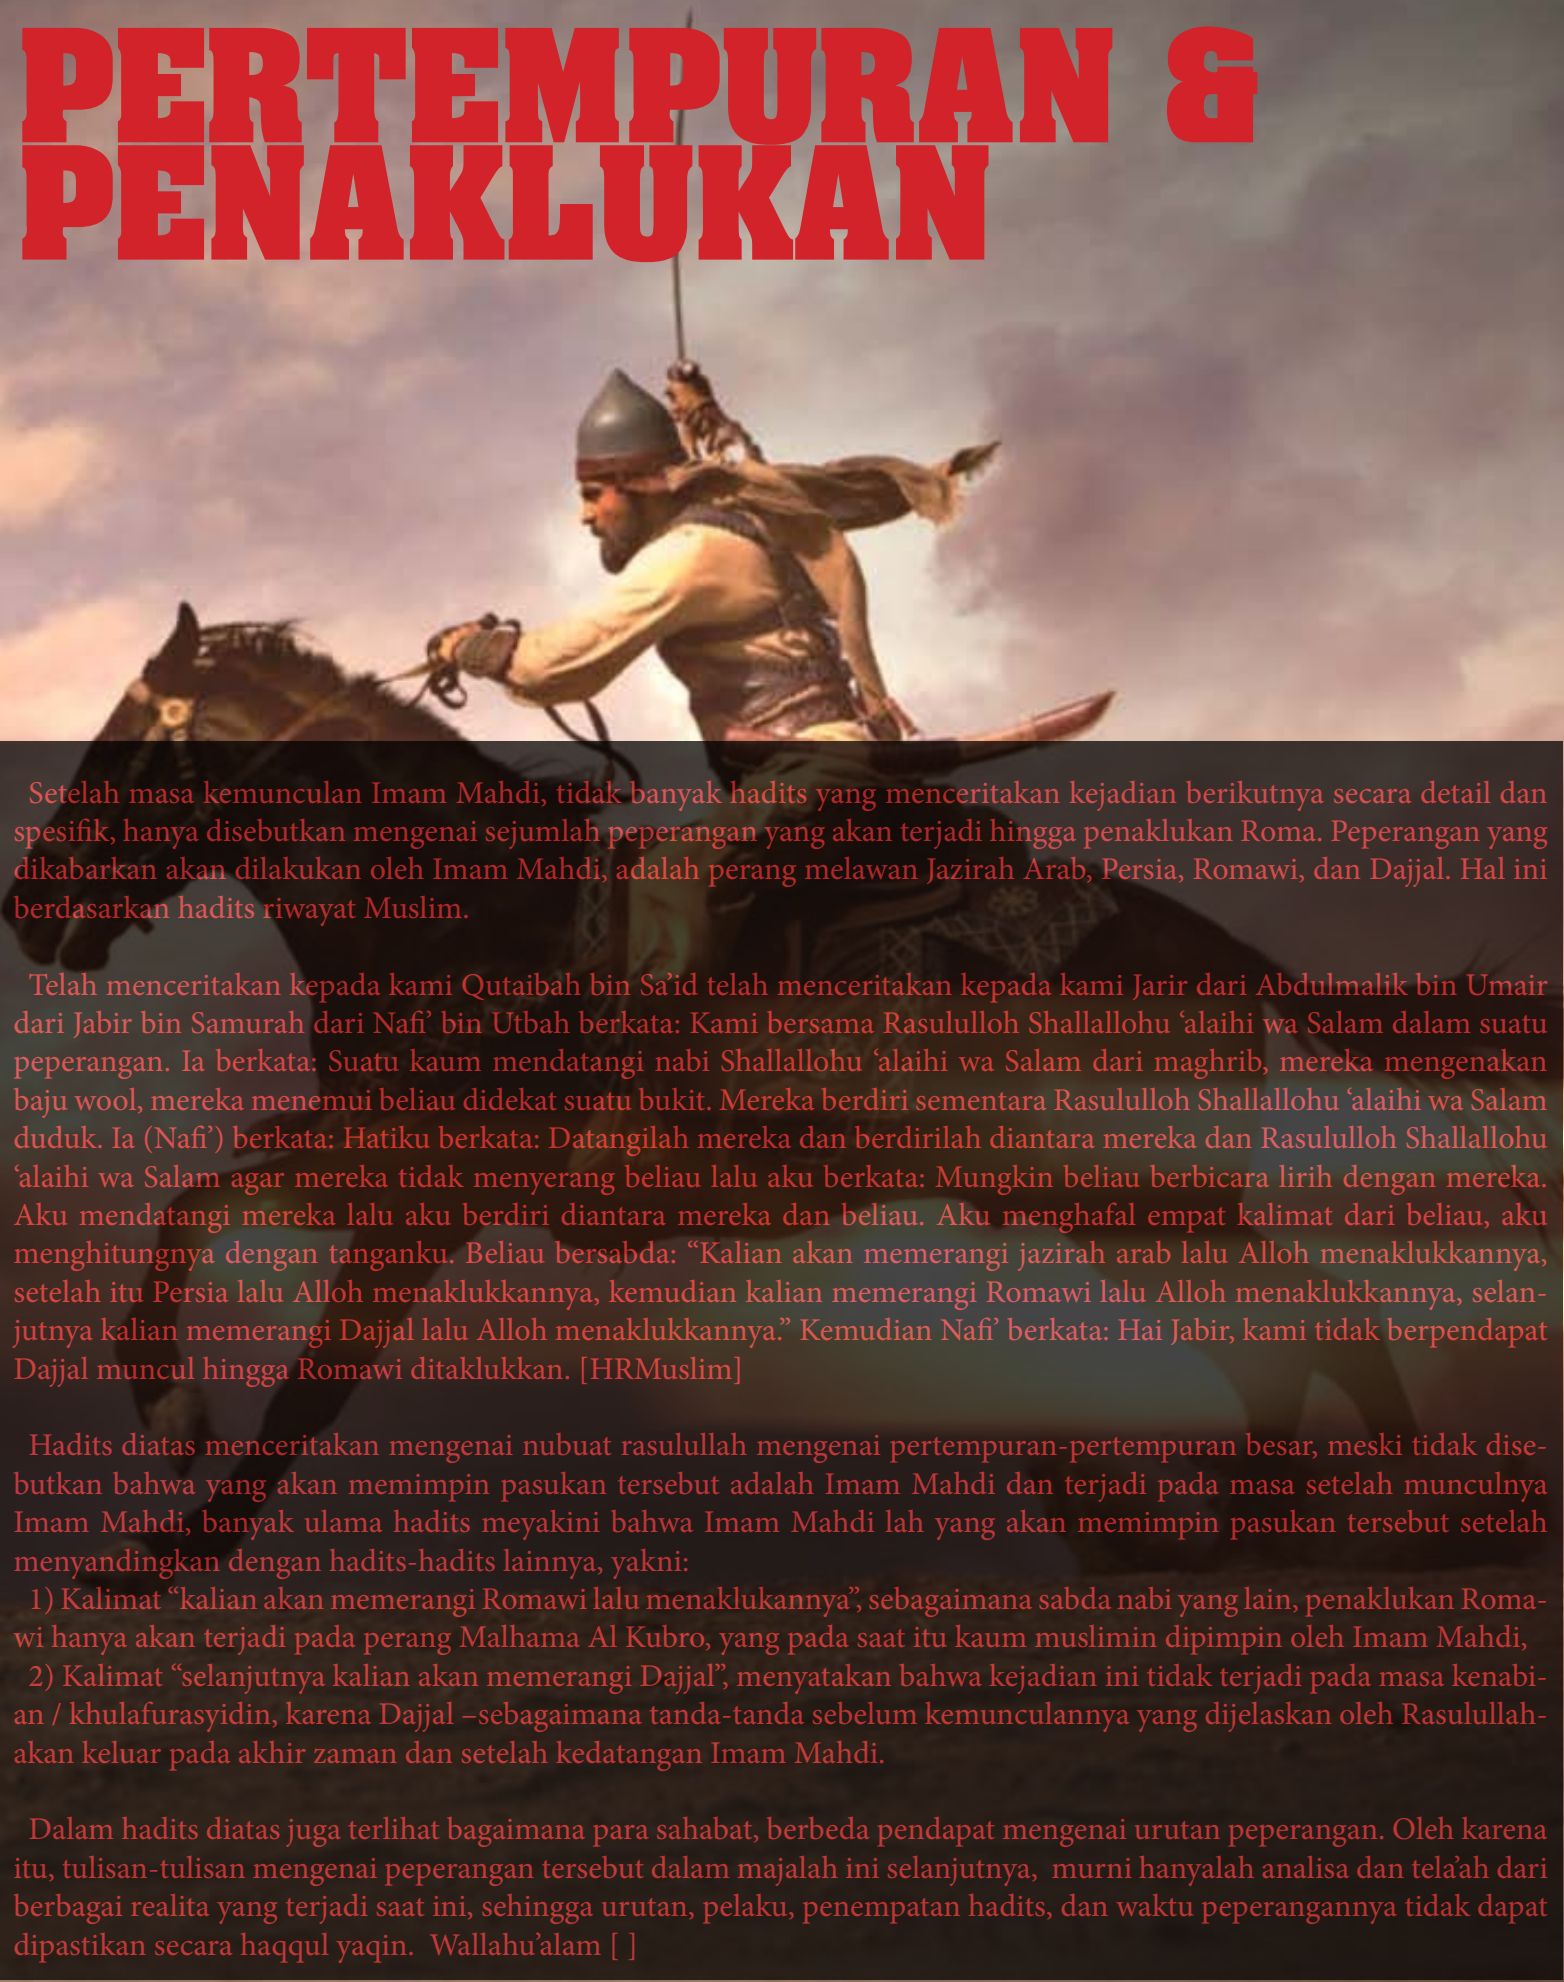 PERTEMPURAN &
PENAKLUKAN
Setelah masa kemunculan Imam Mahdi, tidak banyak hadits yang menceritakan kejadian berikutnya secara detail dan
spesifik, hanya disebutkan mengenai sejumlah peperangan yang akan terjadi hingga penaklukan Roma. Peperangan yang
dikabarkan akan dilakukan oleh Imam Mahdi, adalah perang melawan Jazirah Arab, Persia, Romawi, dan Dajjal. Hal ini
berdasarkan hadits riwayat Muslim.
Telah menceritakan kepada kami Qutaibah bin Sa’id telah menceritakan kepada kami Jarir dari Abdulmalik bin Umair
dari Jabir bin Samurah dari Nafi’ bin Utbah berkata: Kami bersama Rasululloh Shallallohu ‘alaihi wa Salam dalam suatu
peperangan. Ia berkata: Suatu kaum mendatangi nabi Shallallohu ‘alaihi wa Salam dari maghrib, mereka mengenakan
baju wool, mereka menemui beliau didekat suatu bukit. Mereka berdiri sementara Rasululloh Shallallohu ‘alaihi wa Salam
duduk. Ia (Nafi’) berkata: Hatiku berkata: Datangilah mereka dan berdirilah diantara mereka dan Rasululloh Shallallohu
‘alaihi wa Salam agar mereka tidak menyerang beliau lalu aku berkata: Mungkin beliau berbicara lirih dengan mereka.
Aku mendatangi mereka lalu aku berdiri diantara mereka dan beliau. Aku menghafal empat kalimat dari beliau, aku
menghitungnya dengan tanganku. Beliau bersabda: “Kalian akan memerangi jazirah arab lalu Alloh menaklukkannya,
setelah itu Persia lalu Alloh menaklukkannya, kemudian kalian memerangi Romawi lalu Alloh menaklukkannya, selan-
jutnya kalian memerangi Dajjal lalu Alloh menaklukkannya.” Kemudian Nafi’ berkata: Hai Jabir, kami tidak berpendapat
Dajjal muncul hingga Romawi ditaklukkan. [HRMuslim]
Hadits diatas menceritakan mengenai nubuat rasulullah mengenai pertempuran-pertempuran besar, meski tidak dise-
butkan bahwa yang akan memimpin pasukan tersebut adalah Imam Mahdi dan terjadi pada masa setelah munculnya
Imam Mahdi, banyak ulama hadits meyakini bahwa Imam Mahdi lah yang akan memimpin pasukan tersebut setelah
menyandingkan dengan hadits-hadits lainnya, yakni:
1) Kalimat “kalian akan memerangi Romawi lalu menaklukannya”, sebagaimana sabda nabi yang lain, penaklukan Roma-
wi hanya akan terjadi pada perang Malhama Al Kubro, yang pada saat itu kaum muslimin dipimpin oleh Imam Mahdi,
2) Kalimat “selanjutnya kalian akan memerangi Dajjal”, menyatakan bahwa kejadian ini tidak terjadi pada masa kenabi-
an / khulafurasyidin, karena Dajjal –sebagaimana tanda-tanda sebelum kemunculannya yang dijelaskan oleh Rasulullah-
akan keluar pada akhir zaman dan setelah kedatangan Imam Mahdi.
Dalam hadits diatas juga terlihat bagaimana para sahabat, berbeda pendapat mengenai urutan peperangan. Oleh karena
itu, tulisan-tulisan mengenai peperangan tersebut dalam majalah ini selanjutnya, murni hanyalah analisa dan tela’ah dari
berbagai realita yang terjadi saat ini, sehingga urutan, pelaku, penempatan hadits, dan waktu peperangannya tidak dapat
dipastikan secara haqqul yaqin. Wallahu’alam [ ]